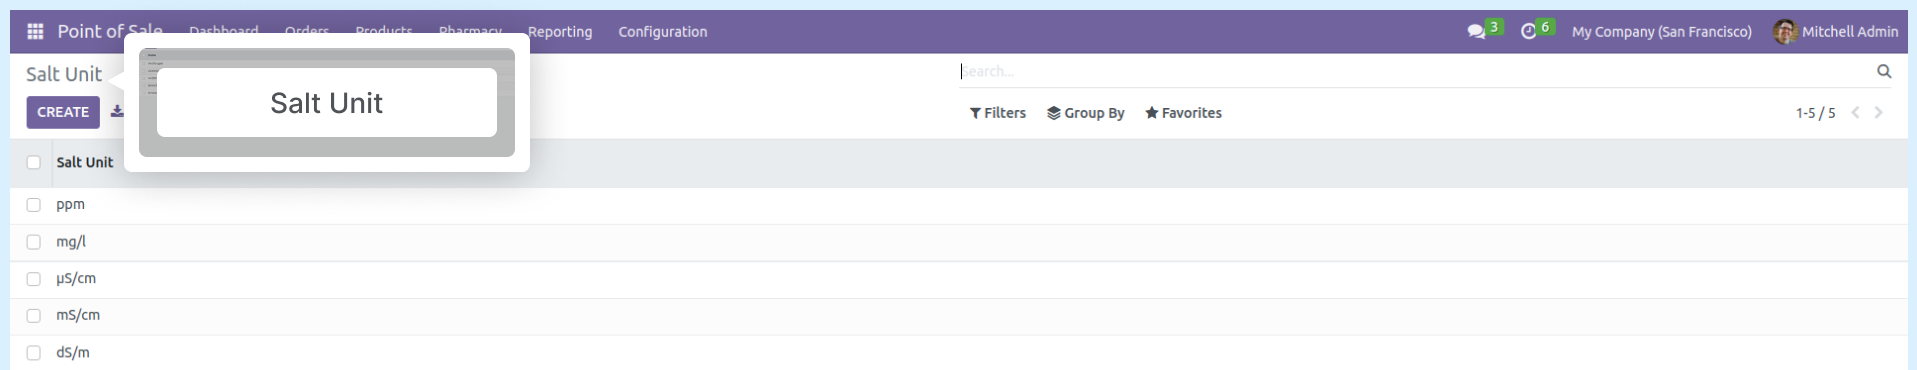 Point of Sale Dashboard Orders Products Pharmacy Reporting Configuration 3 6 My Company (San Francisco) Mitchell Admin
Salt Unit Search...
Salt Unit
CREATE Filters Group By Favorites 1-5 / 5
Salt Unit
ppm
mg/l
µS/cm
mS/cm
dS/m